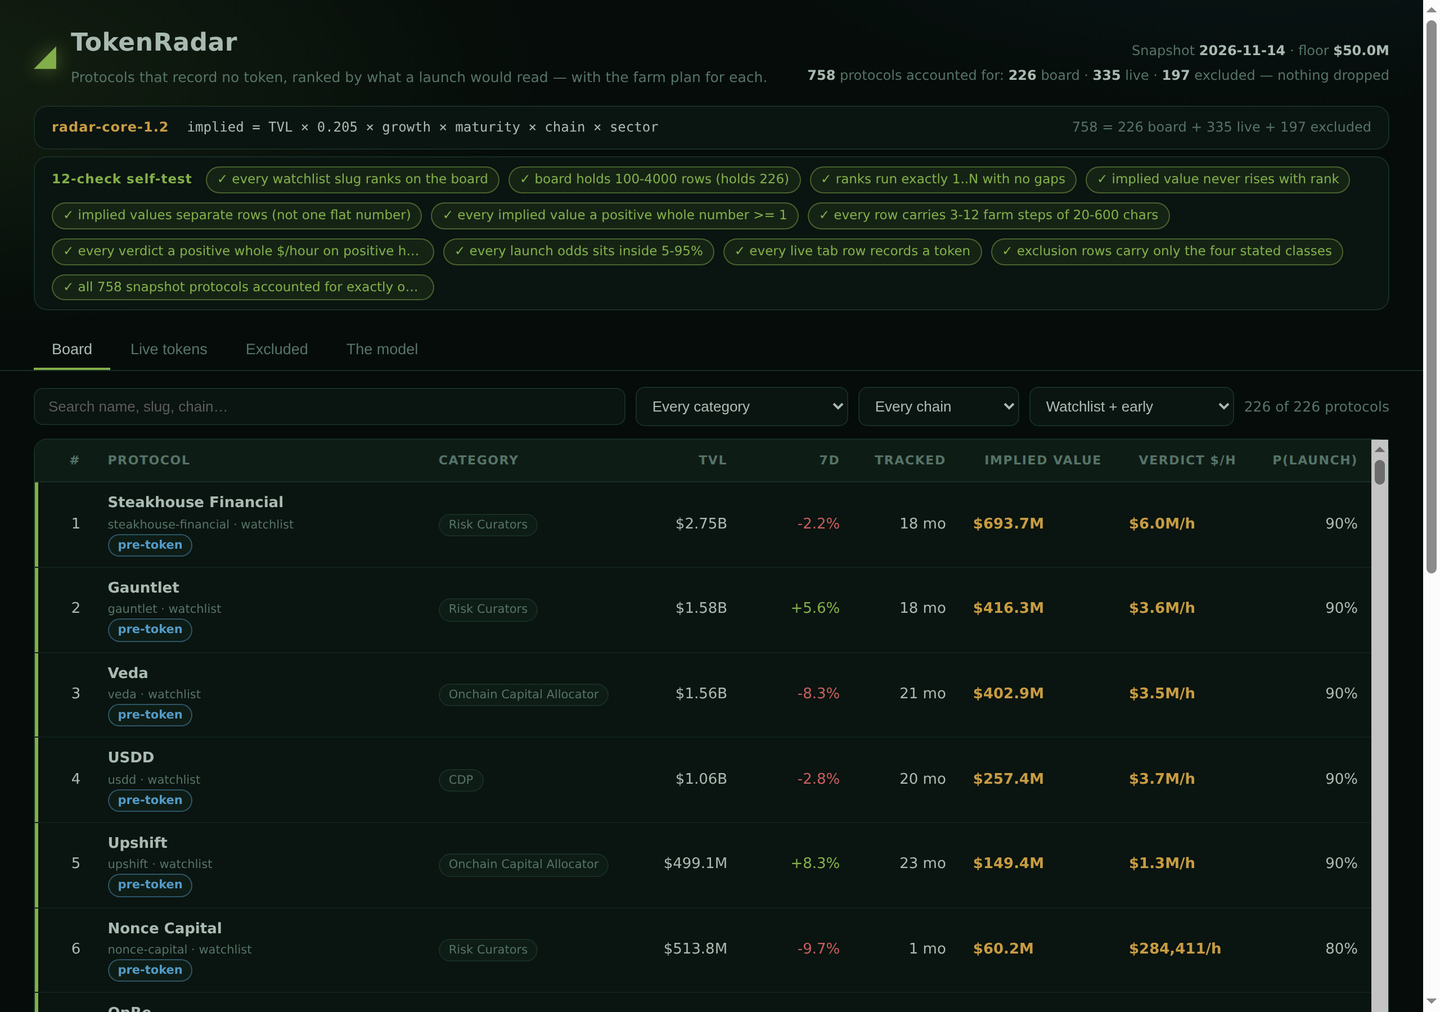 TokenRadar
Protocols that record no token, ranked by what a launch would read — with the farm plan for each.
Snapshot 2026-11-14 · floor $50.0M
758 protocols accounted for: 226 board · 335 live · 197 excluded — nothing dropped
radar-core-1.2 implied = TVL × 0.205 × growth × maturity × chain × sector 758 = 226 board + 335 live + 197 excluded
12-check self-test ✓ every watchlist slug ranks on the board ✓ board holds 100-4000 rows (holds 226) ✓ ranks run exactly 1..N with no gaps ✓ implied value never rises with rank
✓ implied values separate rows (not one flat number) ✓ every implied value a positive whole number >= 1 ✓ every row carries 3-12 farm steps of 20-600 chars
✓ every verdict a positive whole $/hour on positive h… ✓ every launch odds sits inside 5-95% ✓ every live tab row records a token ✓ exclusion rows carry only the four stated classes
✓ all 758 snapshot protocols accounted for exactly o…
Board Live tokens Excluded The model
Search name, slug, chain… Every category Every chain Watchlist + early 226 of 226 protocols
# PROTOCOL CATEGORY TVL 7D TRACKED IMPLIED VALUE VERDICT $/H P(LAUNCH)
Steakhouse Financial
1 steakhouse-financial · watchlist Risk Curators $2.75B -2.2% 18 mo $693.7M $6.0M/h 90%
pre-token
Gauntlet
2 gauntlet · watchlist Risk Curators $1.58B +5.6% 18 mo $416.3M $3.6M/h 90%
pre-token
Veda
3 veda · watchlist Onchain Capital Allocator $1.56B -8.3% 21 mo $402.9M $3.5M/h 90%
pre-token
USDD
4 usdd · watchlist CDP $1.06B -2.8% 20 mo $257.4M $3.7M/h 90%
pre-token
Upshift
5 upshift · watchlist Onchain Capital Allocator $499.1M +8.3% 23 mo $149.4M $1.3M/h 90%
pre-token
Nonce Capital
6 nonce-capital · watchlist Risk Curators $513.8M -9.7% 1 mo $60.2M $284,411/h 80%
pre-token